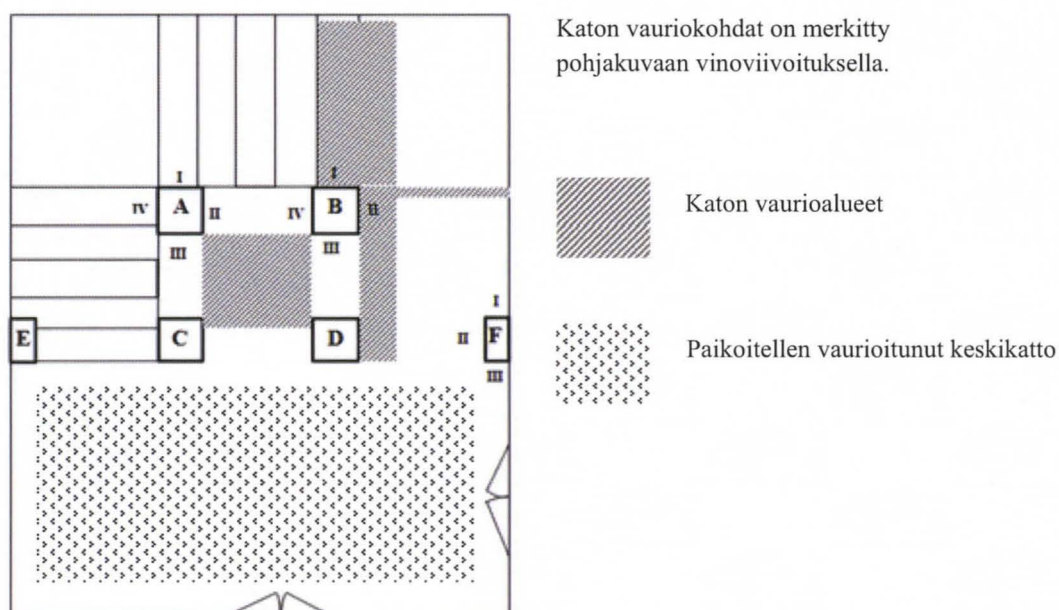 Katon vauriokohdat on merkitty
pohjakuvaan vinoviivoituksella.
I I
IV A II IV B II
III III
Katon vaurioalueet
I
E C D II F
III
Paikoitellen vaurioitunut keskikatto